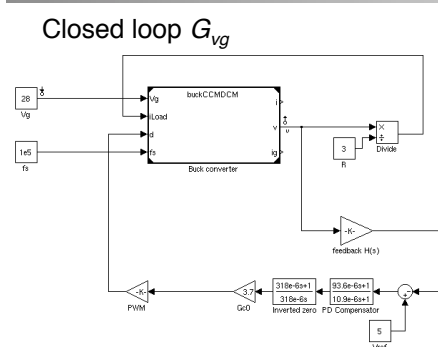 Closed loop Gvg
28
Vg
1e5
fs
buckCCMDCM
Vg
iLoad
d
fs
i
v
ig
Buck converter
υ
×
÷
Divide
3
R
-K-
feedback H(s)
-K-
PWM
3.7
Gc0
318e-6s+1
318e-6s
Inverted zero
93.6e-6s+1
10.9e-6s+1
PD Compensator
-
+
5
Vref